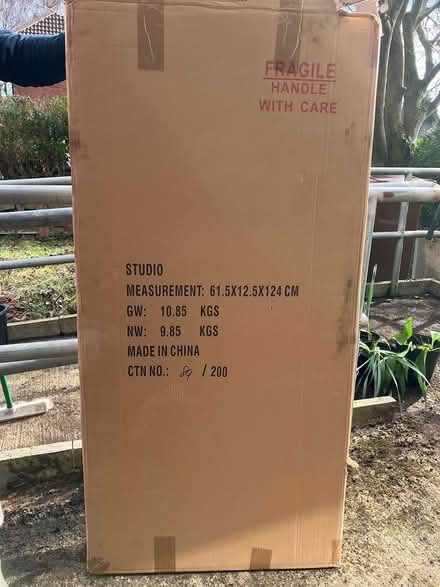 FRAGILE
HANDLE
WITH CARE
STUDIO
MEASUREMENT: 61.5X12.5X124 CM
GW: 10.85 KGS
NW: 9.85 KGS
MADE IN CHINA
CTN NO.: / 200